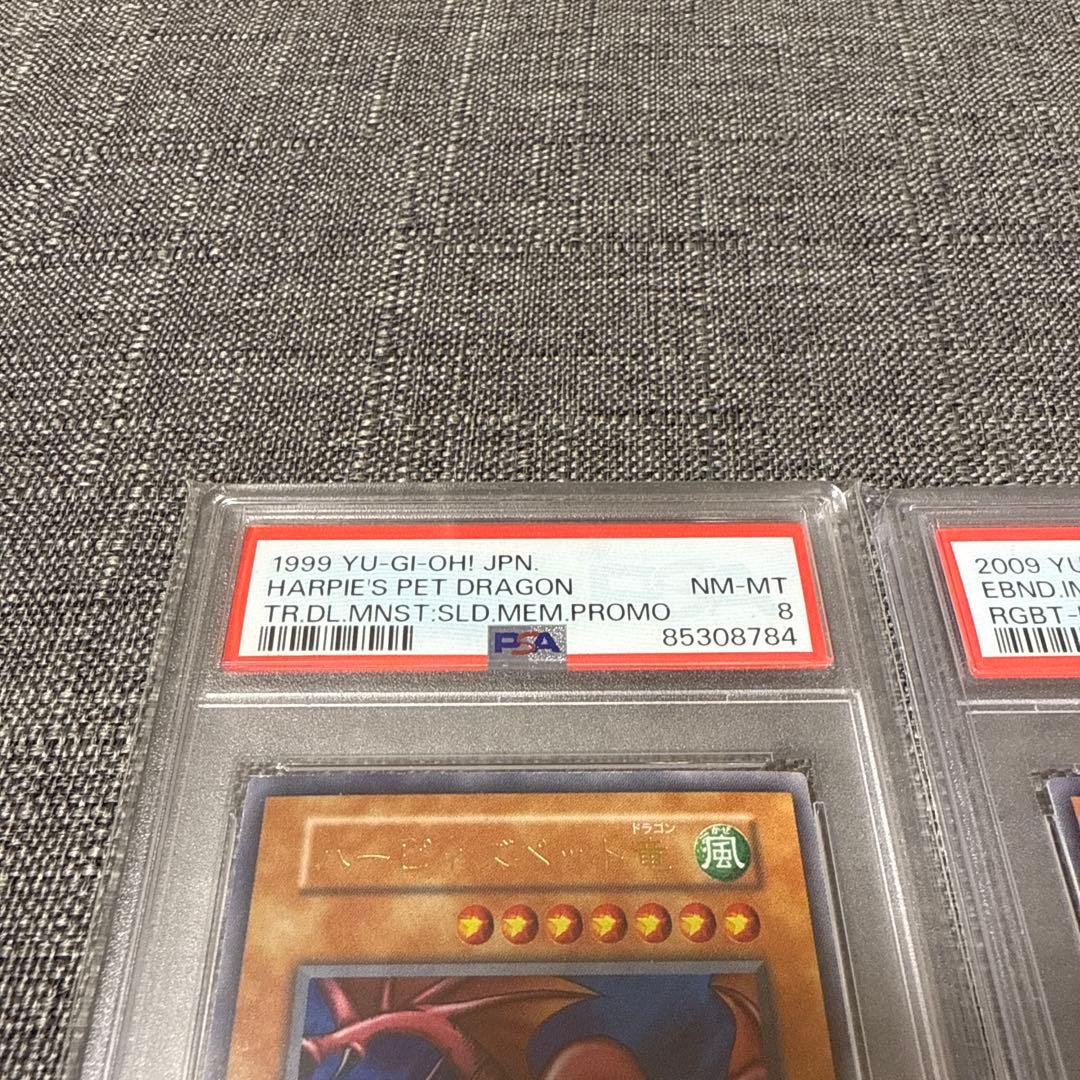 1999 YU-GI-OH! JPN.
HARPIE'S PET DRAGON NM-MT
TR.DL.MNST:SLD.MEM.PROMO 8
PSA 85308784
2009 YU
EBND.IM
RGBT-
ドラゴン
ハーピィズペット竜
かぜ
風